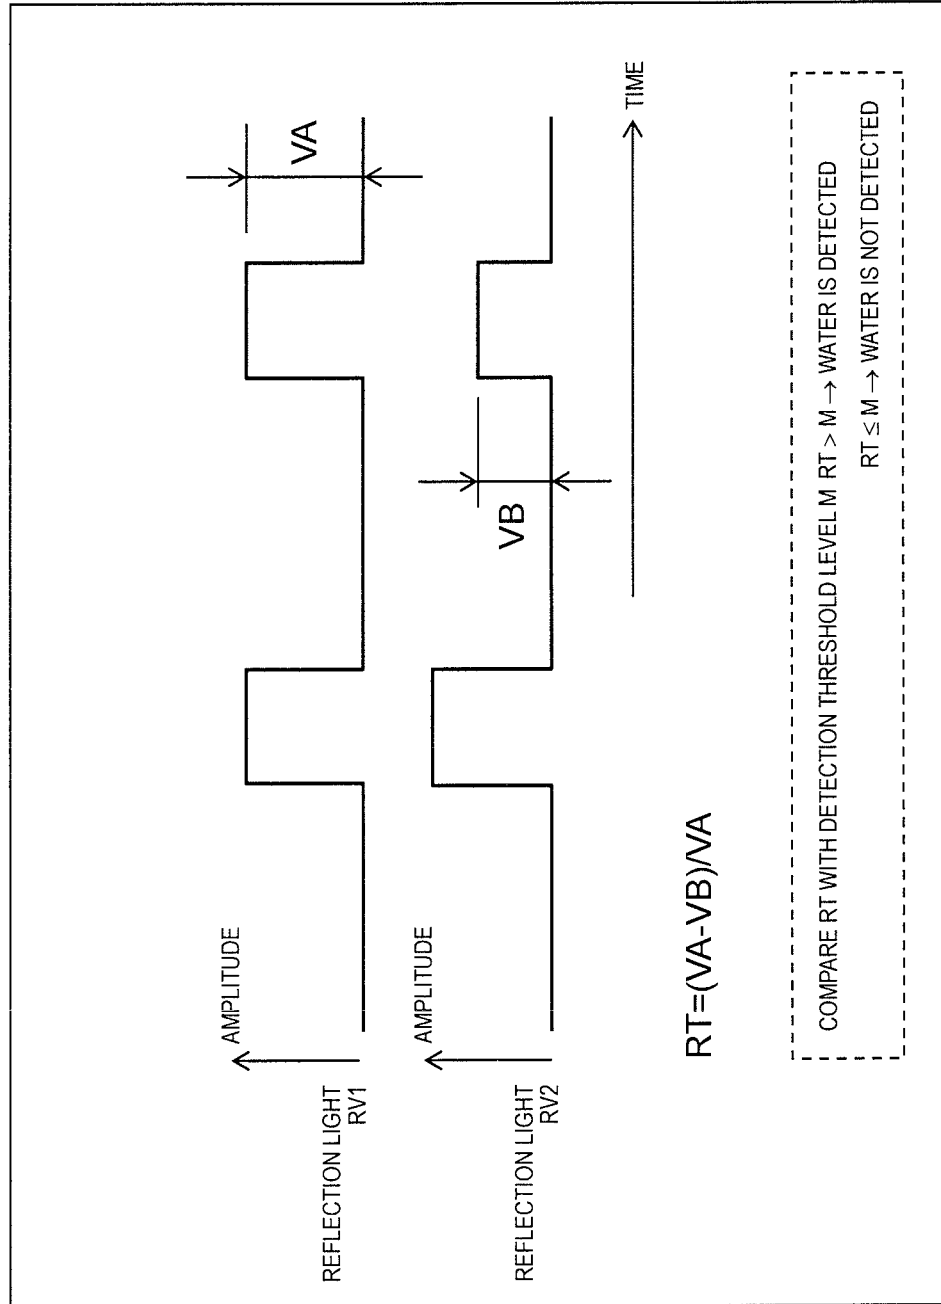 AMPLITUDE
REFLECTION LIGHT
RV1
VA
AMPLITUDE
REFLECTION LIGHT
RV2
VB
TIME
RT=(VA-VB)/VA
COMPARE RT WITH DETECTION THRESHOLD LEVEL M RT > M → WATER IS DETECTED
RT ≦ M → WATER IS NOT DETECTED